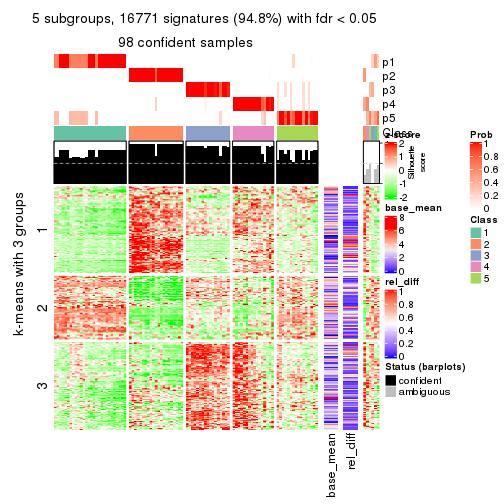 5 subgroups, 16771 signatures (94.8%) with fdr < 0.05
98 confident samples
p1
p2
p3
p4
p5
Class
z-score
2
1
0
-1
-2
Silhouette
score
Prob
1
0.8
0.6
0.4
0.2
0
base_mean
8
6
4
2
0
Class
1
2
3
4
5
rel_diff
1
0.8
0.6
0.4
0.2
0
Status (barplots)
confident
ambiguous
k-means with 3 groups
1
2
3
base_mean
rel_diff